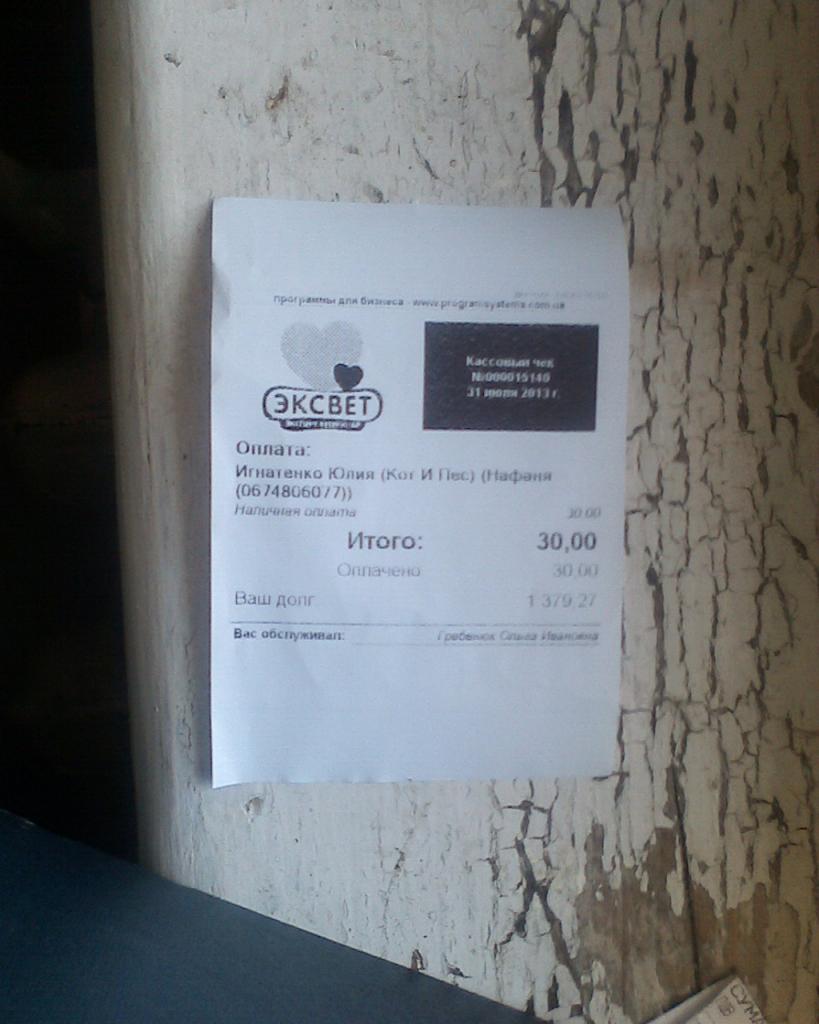 программы для бизнеса - www.programsystems.com.ua
ЭКСВЕТ
Кассовый чек
№000015140
31 июля 2013 г.
Оплата:
Игнатенко Юлия (Кот И Пес) (Нафаня
(0674806077))
Наличная оплата 30.00
Итого: 30,00
Оплачено 30,00
Ваш долг 1 379,27
Вас обслуживал: Гребенюк Ольга Ивановна
СУМ